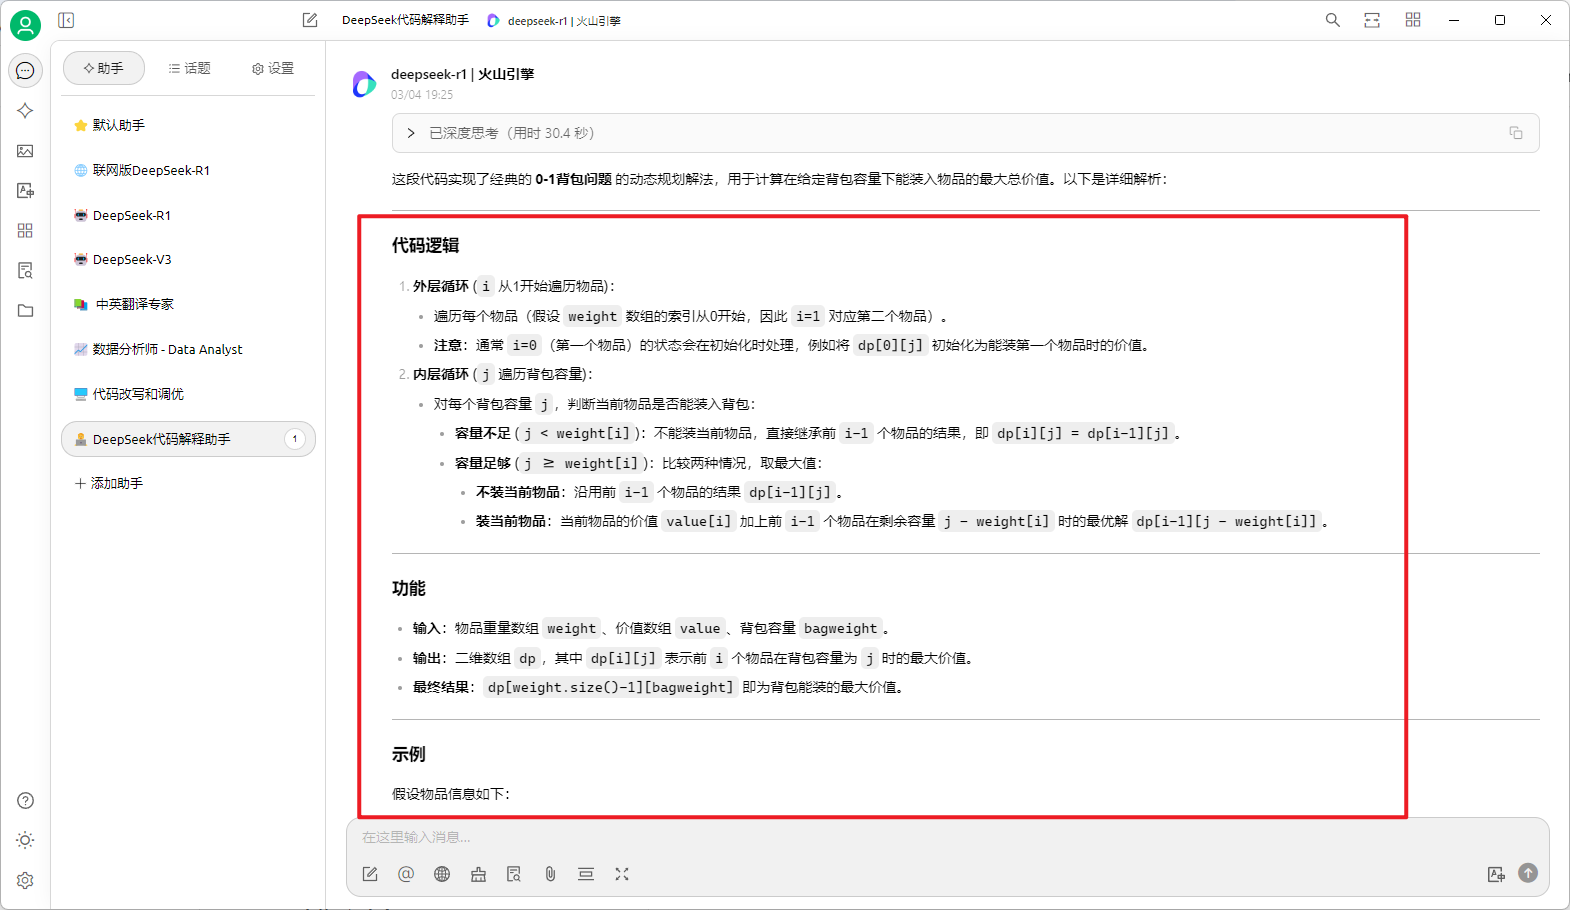 DeepSeek代码解释助手 deepseek-r1 | 火山引擎
助手 话题 设置
默认助手
联网版DeepSeek-R1
DeepSeek-R1
DeepSeek-V3
中英翻译专家
数据分析师 - Data Analyst
代码改写和调优
DeepSeek代码解释助手 1
添加助手
deepseek-r1 | 火山引擎
03/04 19:25
已深度思考（用时 30.4 秒）
这段代码实现了经典的 0-1背包问题 的动态规划解法，用于计算在给定背包容量下能装入物品的最大总价值。以下是详细解析：
代码逻辑
1. 外层循环 ( i 从1开始遍历物品)：
• 遍历每个物品（假设 weight 数组的索引从0开始，因此 i=1 对应第二个物品）。
• 注意：通常 i=0（第一个物品）的状态会在初始化时处理，例如将 dp[0][j] 初始化为能装第一个物品时的价值。
2. 内层循环 ( j 遍历背包容量)：
• 对每个背包容量 j，判断当前物品是否能装入背包：
• 容量不足 ( j < weight[i] )：不能装当前物品，直接继承前 i-1 个物品的结果，即 dp[i][j] = dp[i-1][j]。
• 容量足够 ( j ≥ weight[i] )：比较两种情况，取最大值：
• 不装当前物品：沿用前 i-1 个物品的结果 dp[i-1][j]。
• 装当前物品：当前物品的价值 value[i] 加上前 i-1 个物品在剩余容量 j - weight[i] 时的最优解 dp[i-1][j - weight[i]]。
功能
• 输入：物品重量数组 weight、价值数组 value、背包容量 bagweight。
• 输出：二维数组 dp，其中 dp[i][j] 表示前 i 个物品在背包容量为 j 时的最大价值。
• 最终结果：dp[weight.size()-1][bagweight] 即为背包能装的最大价值。
示例
假设物品信息如下：
在这里输入消息...